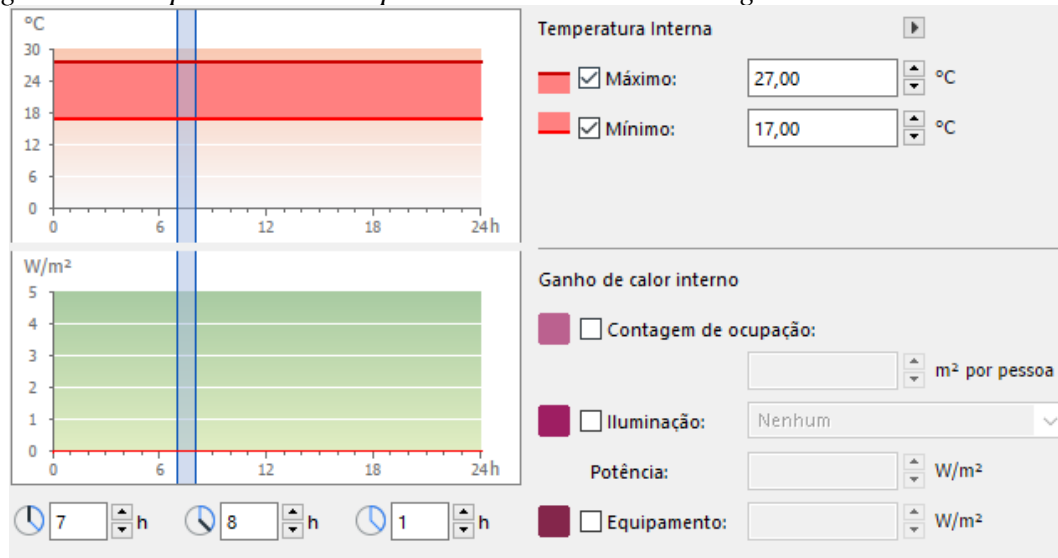 °C
30
24
18
12
6
0
0 6 12 18 24h
Temperatura Interna
Máximo: 27,00 °C
Mínimo: 17,00 °C
W/m²
5
4
3
2
1
0
0 6 12 18 24h
7 h 8 h 1 h
Ganho de calor interno
Contagem de ocupação:
m² por pessoa
Iluminação: Nenhum
Potência: W/m²
Equipamento: W/m²